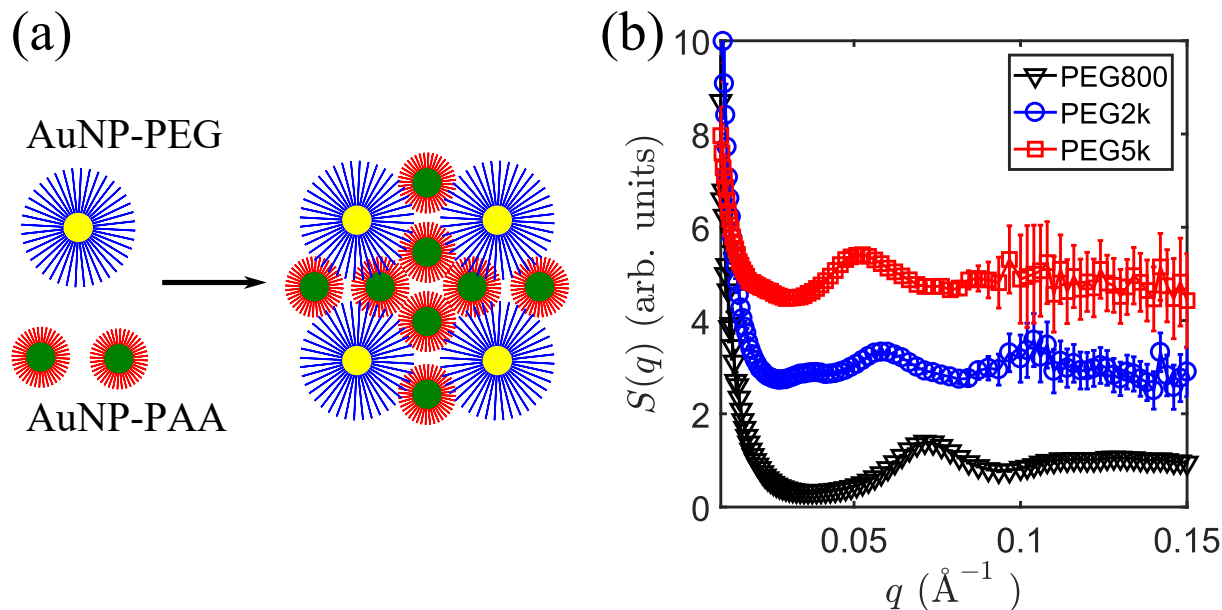 (a)
AuNP-PEG
AuNP-PAA
(b)
10
8
6
4
2
0
S(q) (arb. units)
PEG800
PEG2k
PEG5k
0.05
0.1
0.15
q (Å⁻¹)